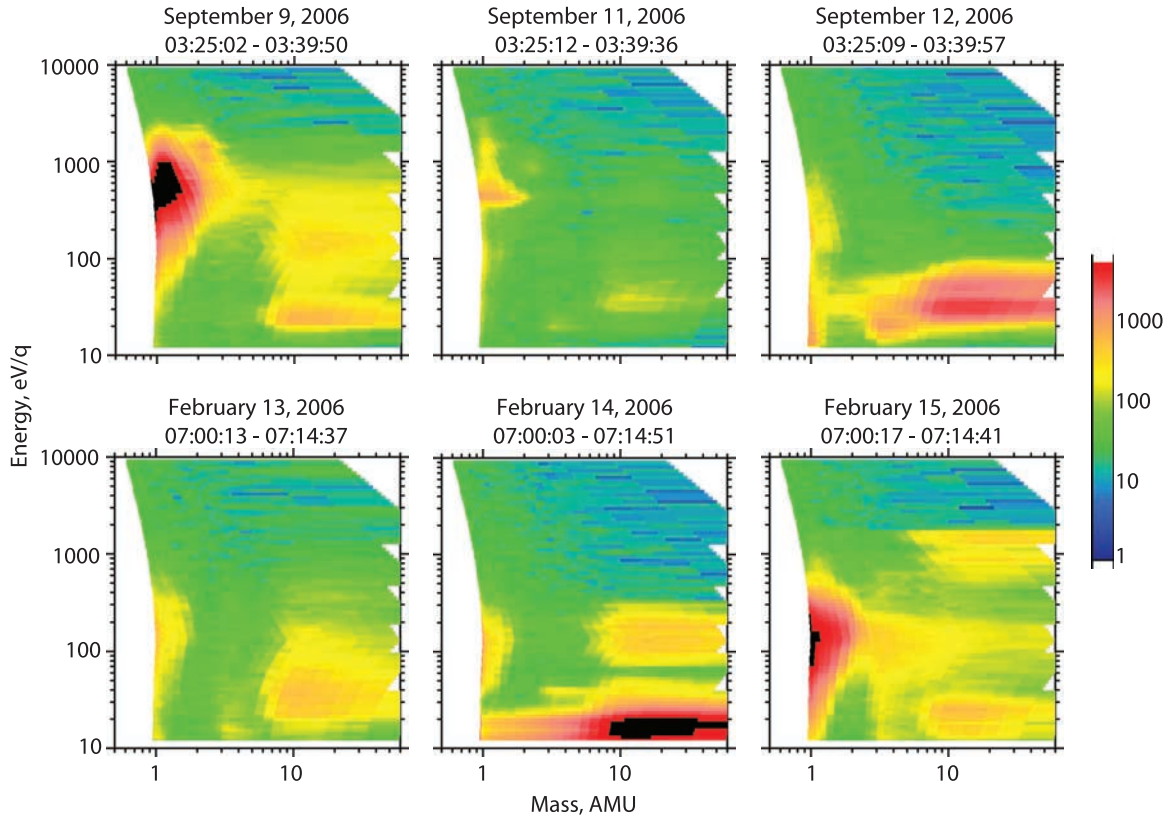 September 9, 2006
03:25:02 - 03:39:50
September 11, 2006
03:25:12 - 03:39:36
September 12, 2006
03:25:09 - 03:39:57
10000
1000
100
10
Energy, eV/q
February 13, 2006
07:00:13 - 07:14:37
February 14, 2006
07:00:03 - 07:14:51
February 15, 2006
07:00:17 - 07:14:41
10000
1000
100
10
1 10
1 10
1 10
Mass, AMU
1000
100
10
1